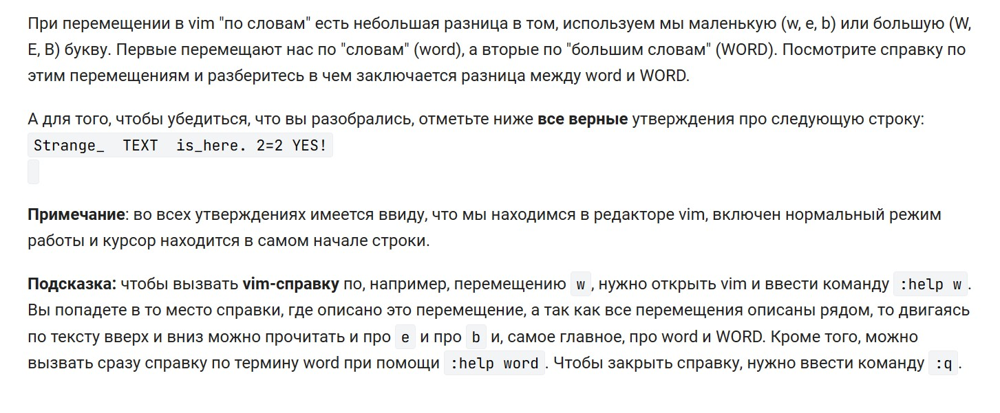 При перемещении в vim "по словам" есть небольшая разница в том, используем мы маленькую (w, e, b) или большую (W,
E, B) букву. Первые перемещают нас по "словам" (word), а вторые по "большим словам" (WORD). Посмотрите справку по
этим перемещениям и разберитесь в чем заключается разница между word и WORD.
А для того, чтобы убедиться, что вы разобрались, отметьте ниже все верные утверждения про следующую строку:
Strange_  TEXT  is_here. 2=2 YES!
Примечание: во всех утверждениях имеется ввиду, что мы находимся в редакторе vim, включен нормальный режим
работы и курсор находится в самом начале строки.
Подсказка: чтобы вызвать vim-справку по, например, перемещению w, нужно открыть vim и ввести команду :help w.
Вы попадете в то место справки, где описано это перемещение, а так как все перемещения описаны рядом, то двигаясь
по тексту вверх и вниз можно прочитать и про e и про b и, самое главное, про word и WORD. Кроме того, можно
вызвать сразу справку по термину word при помощи :help word. Чтобы закрыть справку, нужно ввести команду :q.